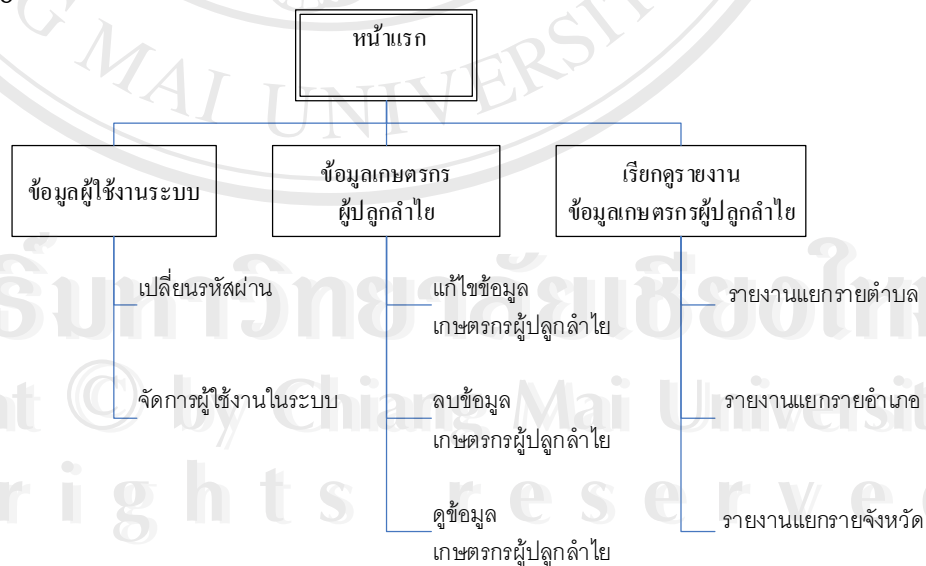 MAI UNIVERSI
หน้าแรก
ข้อมูลผู้ใช้งานระบบ
ข้อมูลเกษตรกร
ผู้ปลูกลำไย
เรียกดูรายงาน
ข้อมูลเกษตรกรผู้ปลูกลำไย
เปลี่ยนรหัสผ่าน
จัดการผู้ใช้งานในระบบ
แก้ไขข้อมูล
เกษตรกรผู้ปลูกลำไย
ลบข้อมูล
เกษตรกรผู้ปลูกลำไย
ดูข้อมูล
เกษตรกรผู้ปลูกลำไย
รายงานแยกรายตำบล
รายงานแยกรายอำเภอ
รายงานแยกรายจังหวัด
© by Chiang Mai Universit
rights reserve